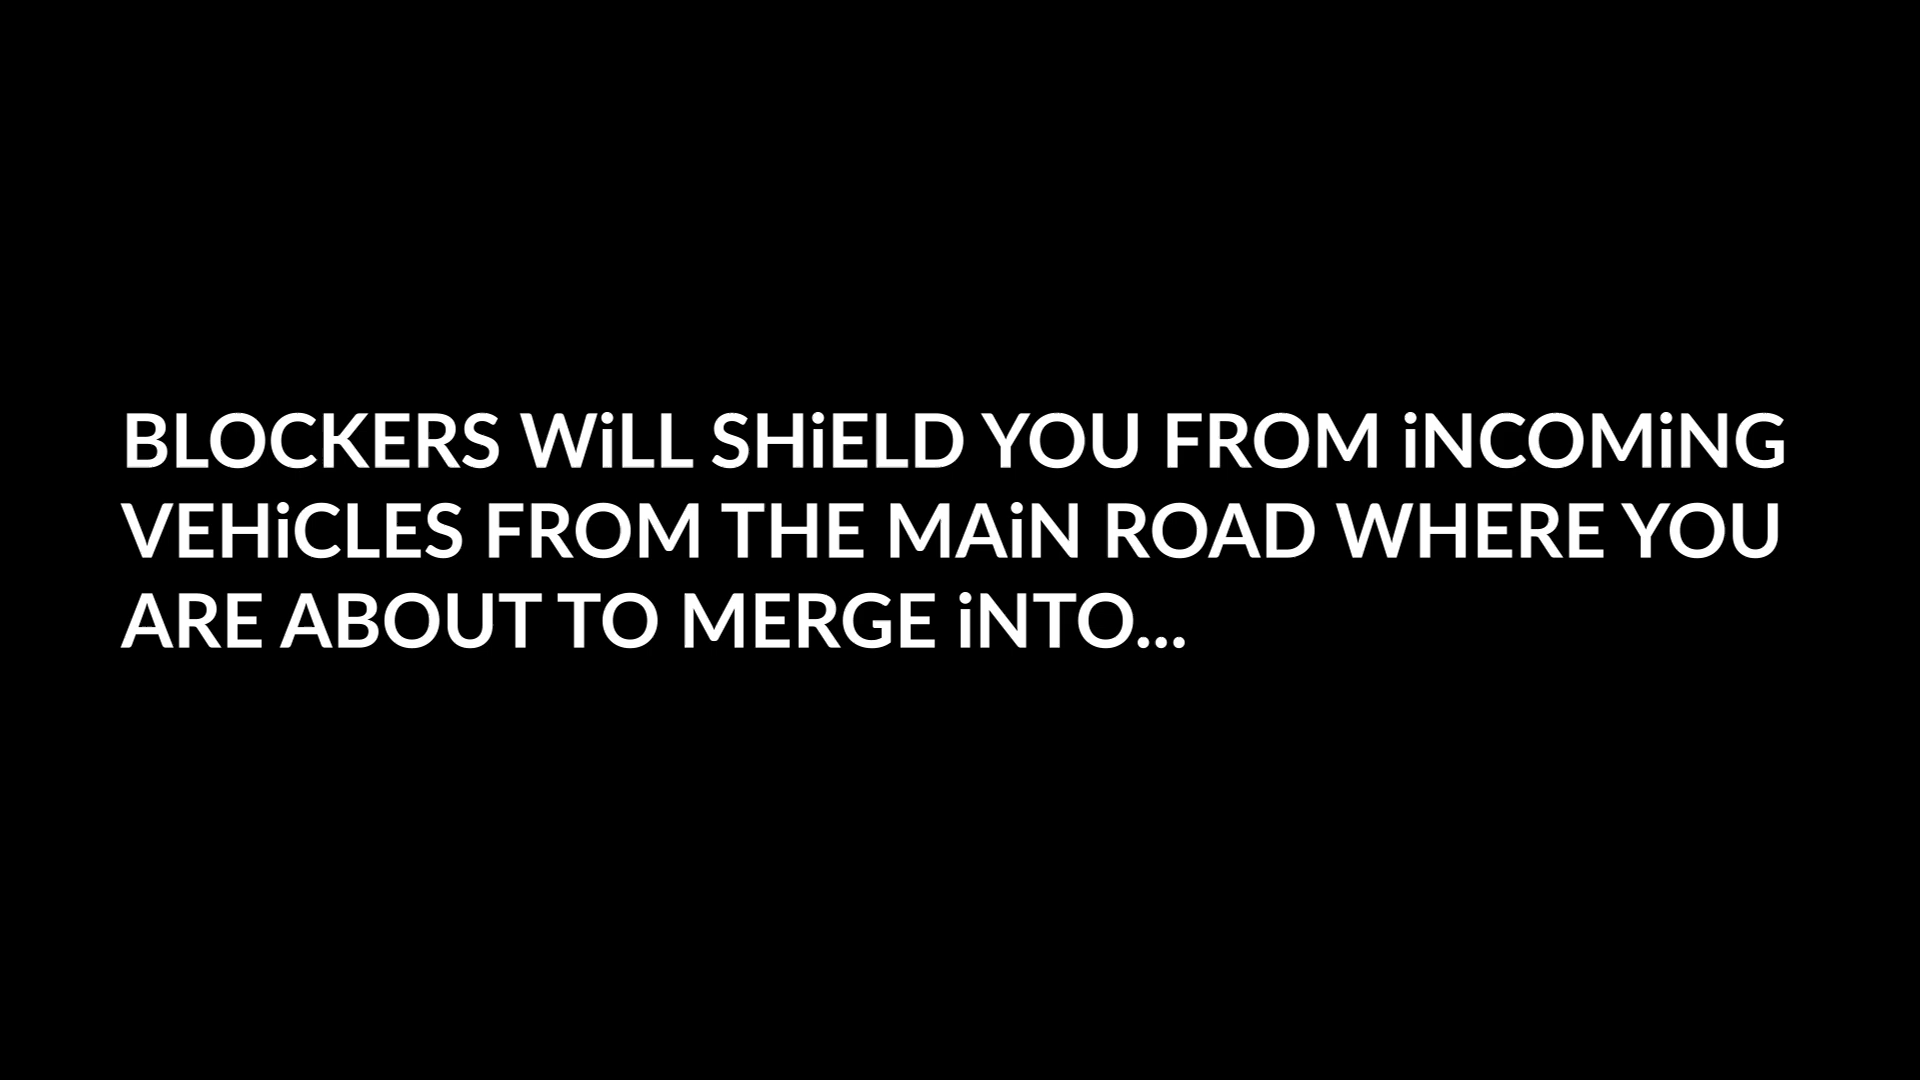 BLOCKERS WiLL SHiELD YOU FROM iNCOMiNG
VEHiCLES FROM THE MAiN ROAD WHERE YOU
ARE ABOUT TO MERGE iNTO...